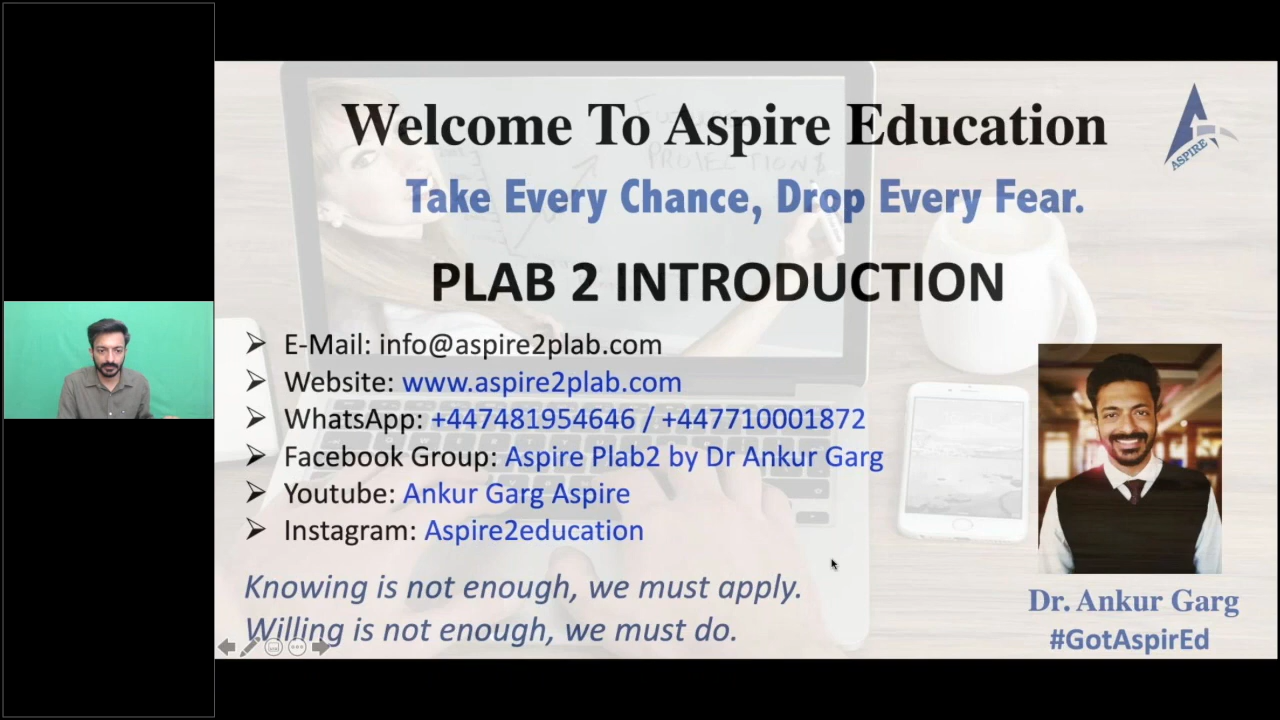 Welcome To Aspire Education
ASPIRE
Take Every Chance, Drop Every Fear.
PLAB 2 INTRODUCTION
E-Mail: info@aspire2plab.com
Website: www.aspire2plab.com
WhatsApp: +447481954646 / +447710001872
Facebook Group: Aspire Plab2 by Dr Ankur Garg
Youtube: Ankur Garg Aspire
Instagram: Aspire2education
Knowing is not enough, we must apply.
Willing is not enough, we must do.
Dr. Ankur Garg
#GotAspirEd